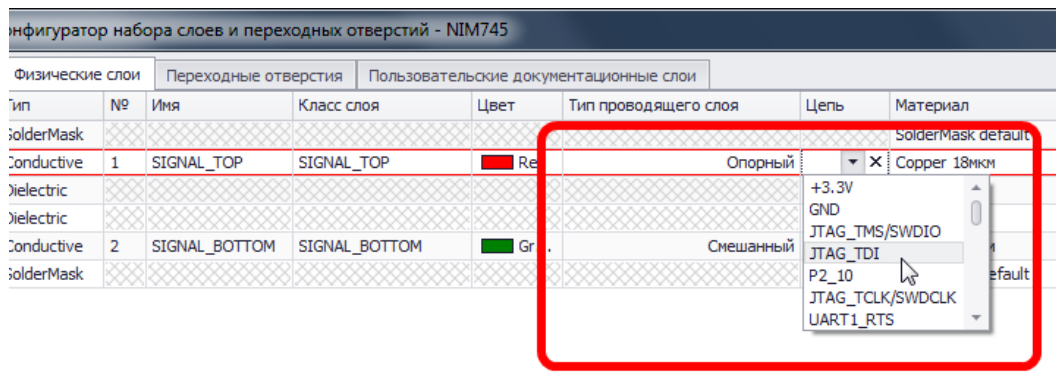 онфигуратор набора слоев и переходных отверстий - NIM745
Физические слои Переходные отверстия Пользовательские документационные слои
Тип № Имя Класс слоя Цвет Тип проводящего слоя Цепь Материал
SolderMask SolderMask default
Conductive 1 SIGNAL_TOP SIGNAL_TOP Re Опорный Copper 18мкм
Dielectric +3.3V
GND
Dielectric JTAG_TMS/SWDIO
Conductive 2 SIGNAL_BOTTOM SIGNAL_BOTTOM Gr . Смешанный JTAG_TDI м
SolderMask P2_10 efault
JTAG_TCLK/SWDCLK
UART1_RTS